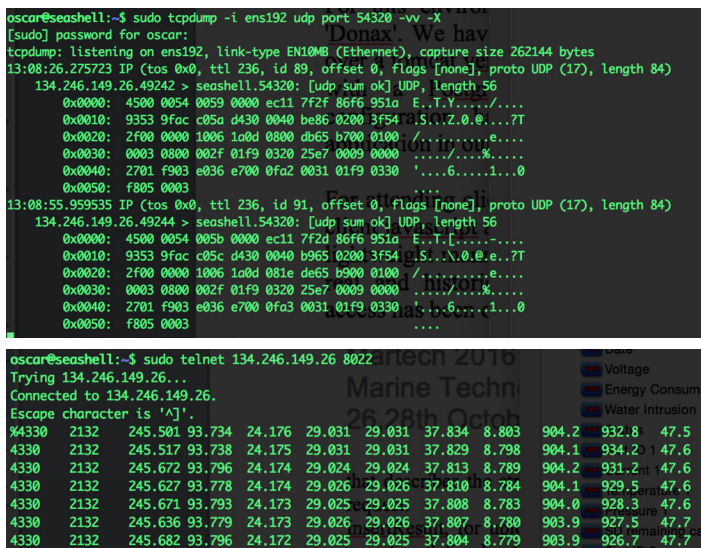 oscar@seashell:~$ sudo tcpdump -i ens192 udp port 54320 -vv -X
[sudo] password for oscar:
tcpdump: listening on ens192, link-type EN10MB (Ethernet), capture size 262144 bytes
13:08:26.275723 IP (tos 0x0, ttl 236, id 89, offset 0, flags [none], proto UDP (17), length 84)
134.246.149.26.49242 > seashell.54320: [udp sum ok] UDP, length 56
0x0000: 4500 0054 0059 0000 ec11 7f2f 86f6 951a E..T.Y...../....
0x0010: 9353 9fac c05a d430 0040 be86 0200 3f54 .S...Z.0.@....?T
0x0020: 2f00 0000 1006 1a0d 0800 db65 b700 0100 /..........e....
0x0030: 0003 0800 002f 01f9 0320 25e7 0009 0000 ...../....%.....
0x0040: 2701 f903 e036 e700 0fa2 0031 01f9 0330 '....6.....1...0
0x0050: f805 0003 ....
13:08:55.959535 IP (tos 0x0, ttl 236, id 91, offset 0, flags [none], proto UDP (17), length 84)
134.246.149.26.49244 > seashell.54320: [udp sum ok] UDP, length 56
0x0000: 4500 0054 005b 0000 ec11 7f2d 86f6 951a E..T.[.....-....
0x0010: 9353 9fac c05c d430 0040 b965 0200 3f54 .S...\.0.@.e..?T
0x0020: 2f00 0000 1006 1a0d 081e de65 b900 0100 /..........e....
0x0030: 0003 0800 002f 01f9 0320 25e7 0009 0000 ...../....%.....
0x0040: 2701 f903 e036 e700 0fa3 0031 01f9 0330 '....6.....1...0
0x0050: f805 0003 ....
oscar@seashell:~$ sudo telnet 134.246.149.26 8022
Trying 134.246.149.26...
Connected to 134.246.149.26.
Escape character is '^]'.
%4330 2132 245.501 93.734 24.176 29.031 29.031 37.834 8.803 904.2 932.8 47.5
4330 2132 245.517 93.738 24.175 29.031 29.031 37.829 8.798 904.1 934.2 47.6
4330 2132 245.672 93.796 24.174 29.024 29.024 37.813 8.789 904.2 931.2 47.6
4330 2132 245.627 93.778 24.174 29.026 29.026 37.810 8.784 904.1 929.5 47.6
4330 2132 245.671 93.793 24.173 29.025 29.025 37.808 8.783 904.0 928.5 47.6
4330 2132 245.636 93.779 24.173 29.026 29.026 37.807 8.780 903.9 927.5 47.7
4330 2132 245.682 93.796 24.172 29.025 29.025 37.804 8.779 903.9 926.7 47.7
Voltage
Energy Consum
Water Intrusion